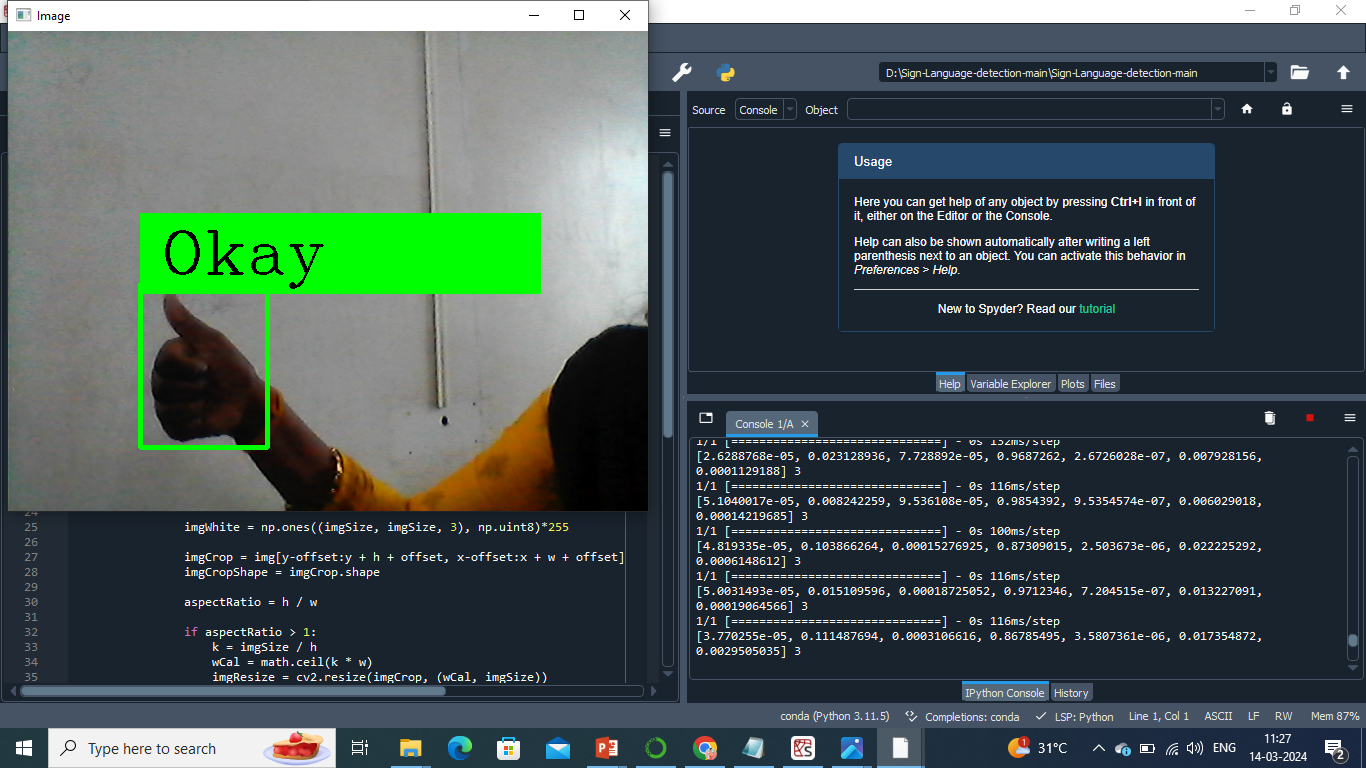 Image
Okay
24
25 imgWhite = np.ones((imgSize, imgSize, 3), np.uint8)*255
26
27 imgCrop = img[y-offset:y + h + offset, x-offset:x + w + offset]
28 imgCropShape = imgCrop.shape
29
30 aspectRatio = h / w
31
32 if aspectRatio > 1:
33 k = imgSize / h
34 wCal = math.ceil(k * w)
35 imgResize = cv2.resize(imgCrop, (wCal, imgSize))
D:\Sign-Language-detection-main\Sign-Language-detection-main
Source Console Object
Usage
Here you can get help of any object by pressing Ctrl+I in front of
it, either on the Editor or the Console.
Help can also be shown automatically after writing a left
parenthesis next to an object. You can activate this behavior in
Preferences > Help.
New to Spyder? Read our tutorial
Help Variable Explorer Plots Files
Console 1/A
1/1 [==============================] - 0s 132ms/step
[2.6288768e-05, 0.023128936, 7.728892e-05, 0.9687262, 2.6726028e-07, 0.007928156,
0.0001129188] 3
1/1 [==============================] - 0s 116ms/step
[5.1040017e-05, 0.008242259, 9.536108e-05, 0.9854392, 9.5354574e-07, 0.006029018,
0.00014219685] 3
1/1 [==============================] - 0s 100ms/step
[4.819335e-05, 0.103866264, 0.00015276925, 0.87309015, 2.503673e-06, 0.022225292,
0.0006148612] 3
1/1 [==============================] - 0s 116ms/step
[5.0031493e-05, 0.015109596, 0.00018725052, 0.9712346, 7.204515e-07, 0.013227091,
0.00019064566] 3
1/1 [==============================] - 0s 116ms/step
[3.770255e-05, 0.111487694, 0.0003106616, 0.86785495, 3.5807361e-06, 0.017354872,
0.0029505035] 3
IPython Console History
conda (Python 3.11.5) Completions: conda LSP: Python Line 1, Col 1 ASCII LF RW Mem 87%
Type here to search
31°C ENG
11:27
14-03-2024
2